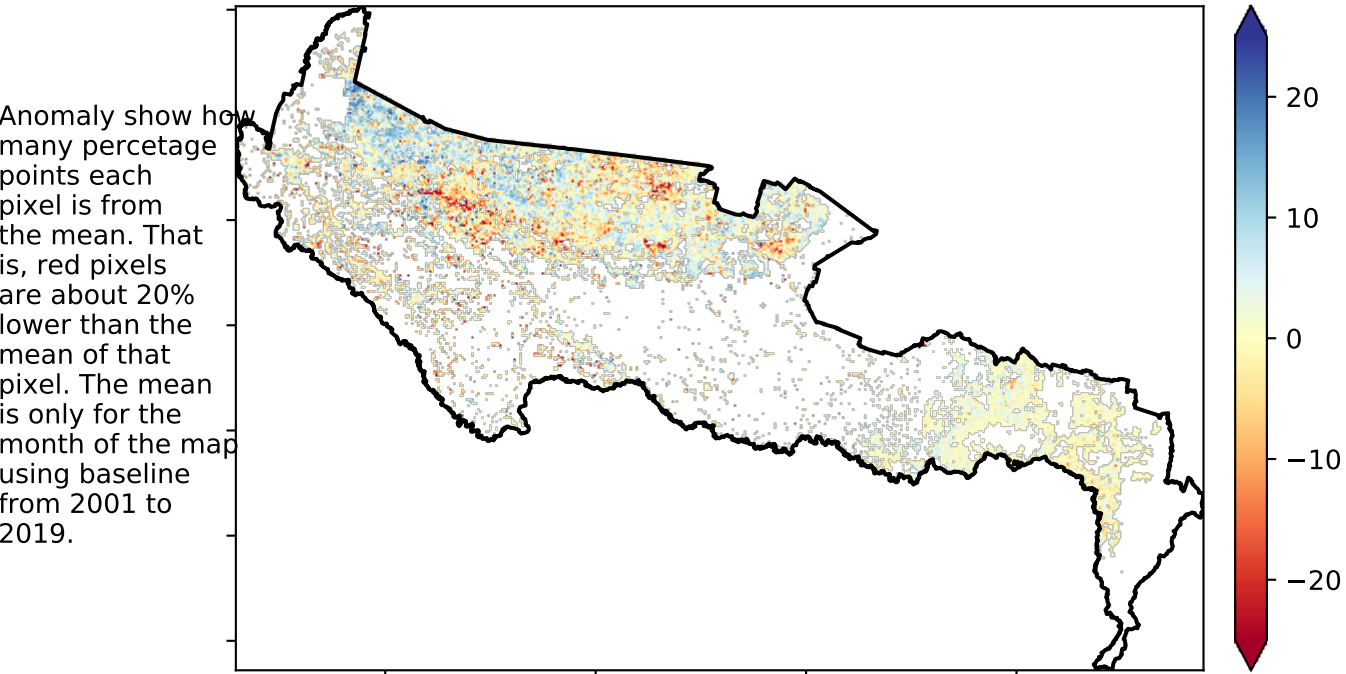 Anomaly show how
many percetage
points each
pixel is from
the mean. That
is, red pixels
are about 20%
lower than the
mean of that
pixel. The mean
is only for the
month of the map
using baseline
from 2001 to
2019.
20
10
0
−10
−20